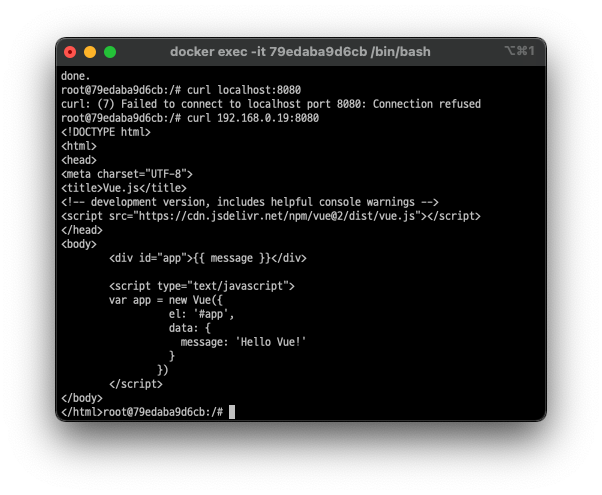 docker exec -it 79edaba9d6cb /bin/bash ⌥⌘1
done.
root@79edaba9d6cb:/# curl localhost:8080
curl: (7) Failed to connect to localhost port 8080: Connection refused
root@79edaba9d6cb:/# curl 192.168.0.19:8080
<!DOCTYPE html>
<html>
<head>
<meta charset="UTF-8">
<title>Vue.js</title>
<!-- development version, includes helpful console warnings -->
<script src="https://cdn.jsdelivr.net/npm/vue@2/dist/vue.js"></script>
</head>
<body>
        <div id="app">{{ message }}</div>

        <script type="text/javascript">
        var app = new Vue({
                  el: '#app',
                  data: {
                    message: 'Hello Vue!'
                  }
                })
        </script>
</body>
</html>root@79edaba9d6cb:/#